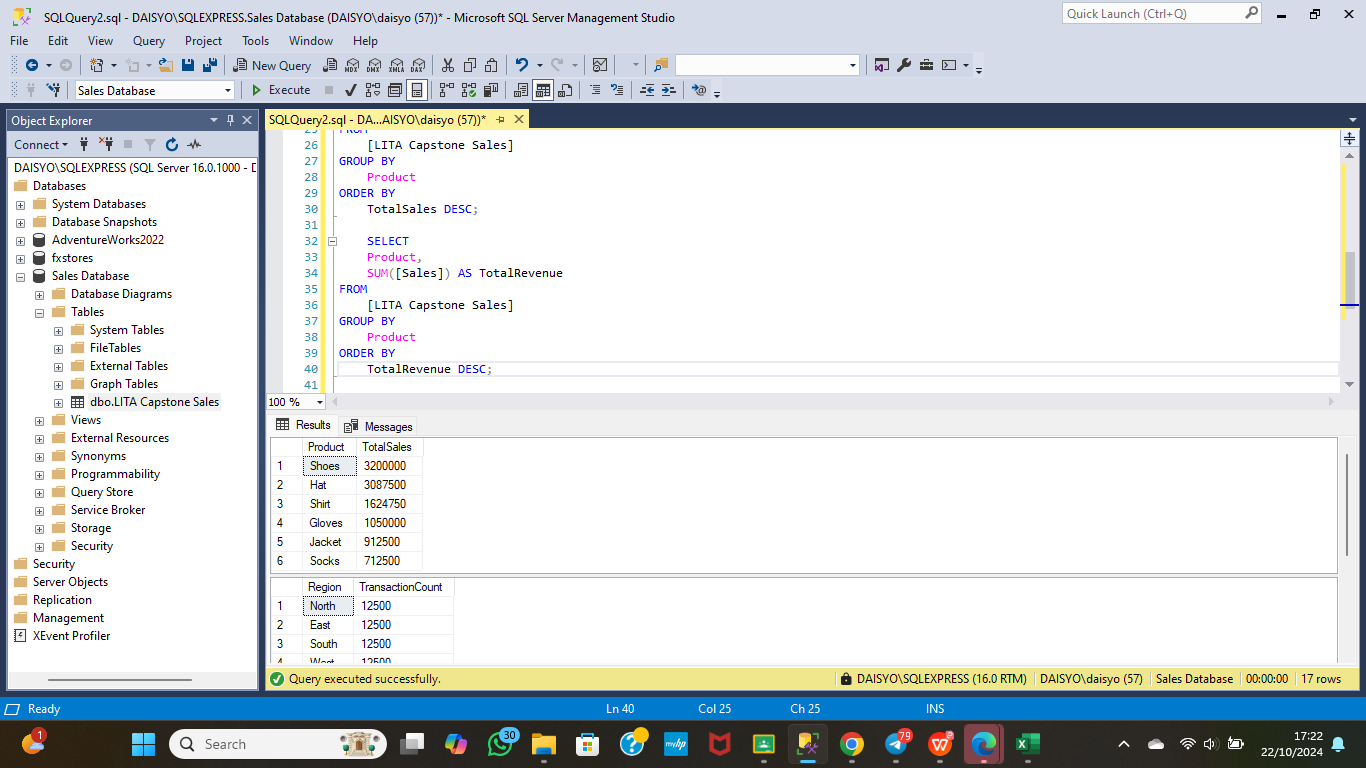 SQLQuery2.sql - DAISYO\SQLEXPRESS.Sales Database (DAISYO\daisyo (57))* - Microsoft SQL Server Management Studio
Quick Launch (Ctrl+Q)
File Edit View Query Project Tools Window Help
New Query
MDX DMX XMLA DAX
Sales Database
Execute
Object Explorer
Connect
DAISYO\SQLEXPRESS (SQL Server 16.0.1000 - D
Databases
System Databases
Database Snapshots
AdventureWorks2022
fxstores
Sales Database
Database Diagrams
Tables
System Tables
FileTables
External Tables
Graph Tables
dbo.LITA Capstone Sales
Views
External Resources
Synonyms
Programmability
Query Store
Service Broker
Storage
Security
Security
Server Objects
Replication
Management
XEvent Profiler
SQLQuery2.sql - DA...AISYO\daisyo (57))*
25 FROM
26 [LITA Capstone Sales]
27 GROUP BY
28 Product
29 ORDER BY
30 TotalSales DESC;
31
32 SELECT
33 Product,
34 SUM([Sales]) AS TotalRevenue
35 FROM
36 [LITA Capstone Sales]
37 GROUP BY
38 Product
39 ORDER BY
40 TotalRevenue DESC;
41
100 %
Results Messages
Product TotalSales
1 Shoes 3200000
2 Hat 3087500
3 Shirt 1624750
4 Gloves 1050000
5 Jacket 912500
6 Socks 712500
Region TransactionCount
1 North 12500
2 East 12500
3 South 12500
4 West 12500
Query executed successfully.
DAISYO\SQLEXPRESS (16.0 RTM) DAISYO\daisyo (57) Sales Database 00:00:00 17 rows
Ready
Ln 40 Col 25 Ch 25 INS
1
Search
30
myhp
79
17:22
22/10/2024